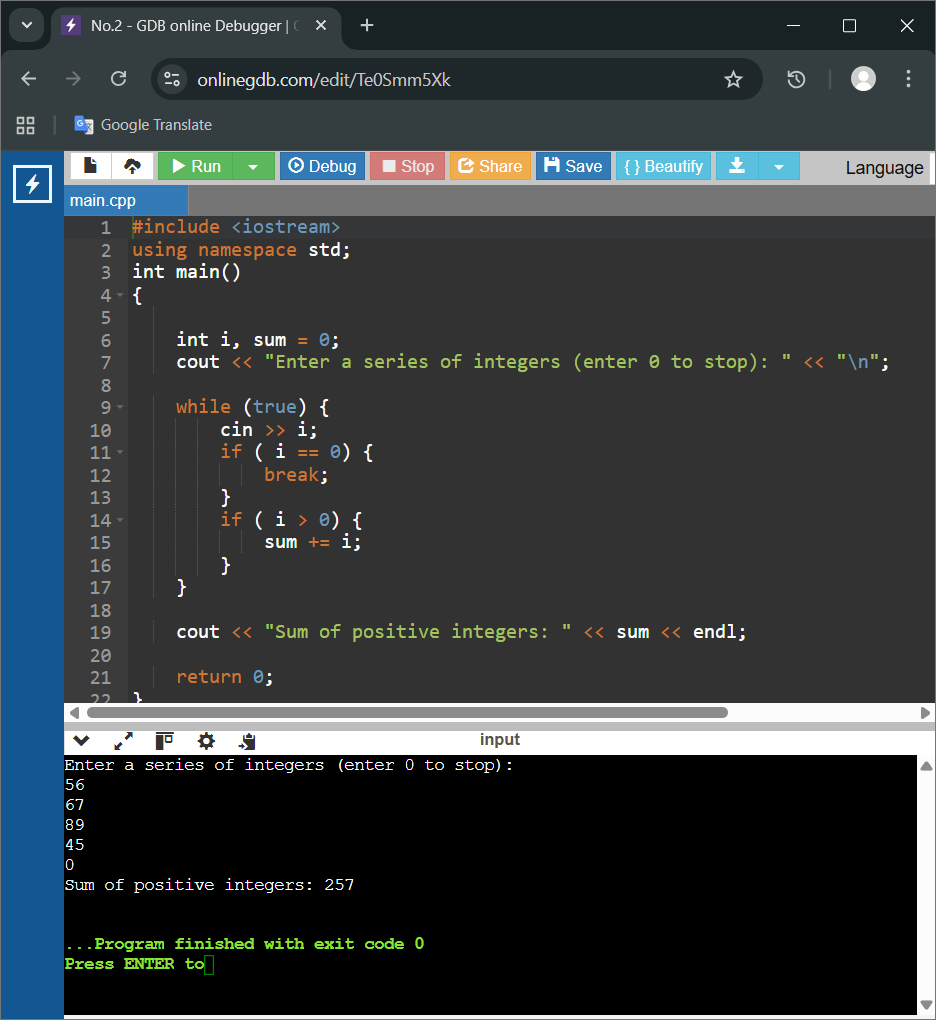 No.2 - GDB online Debugger |
onlinegdb.com/edit/Te0Smm5Xk
Google Translate
Run Debug Stop Share Save { } Beautify Language
main.cpp
1 #include <iostream>
2 using namespace std;
3 int main()
4 {
5
6 int i, sum = 0;
7 cout << "Enter a series of integers (enter 0 to stop): " << "\n";
8
9 while (true) {
10 cin >> i;
11 if ( i == 0) {
12 break;
13 }
14 if ( i > 0) {
15 sum += i;
16 }
17 }
18
19 cout << "Sum of positive integers: " << sum << endl;
20
21 return 0;
22 }
input
Enter a series of integers (enter 0 to stop):
56
67
89
45
0
Sum of positive integers: 257
...Program finished with exit code 0
Press ENTER to